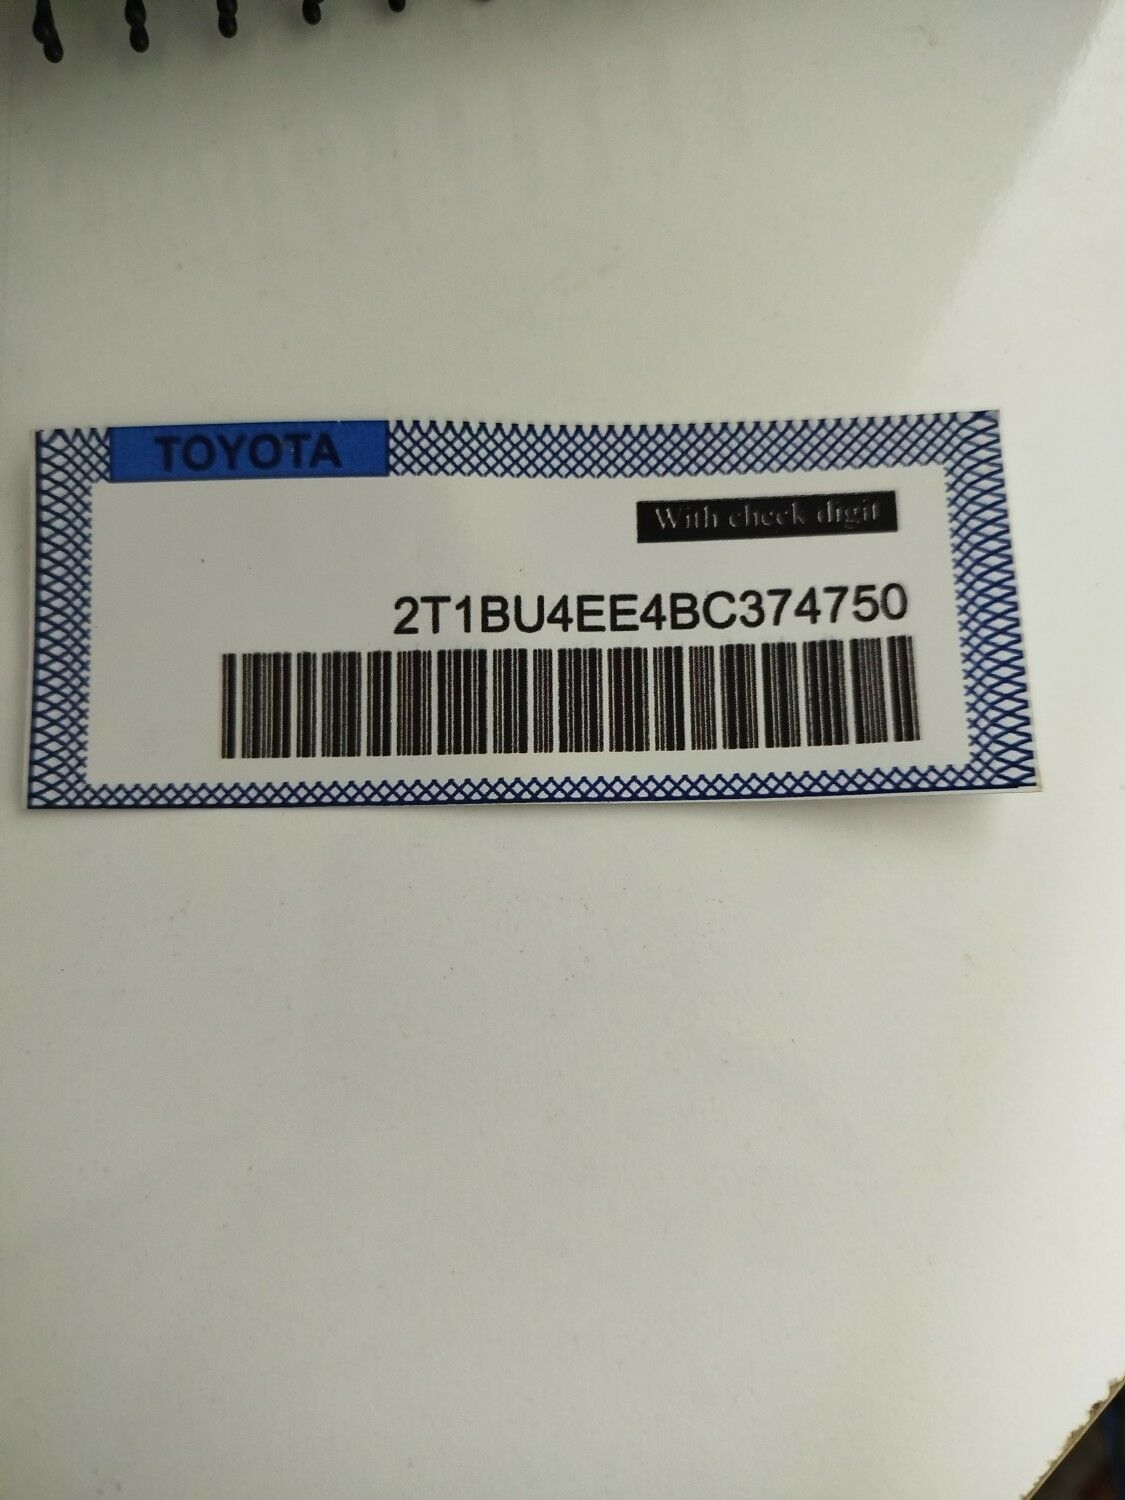 TOYOTA
With check digit
2T1BU4EE4BC374750